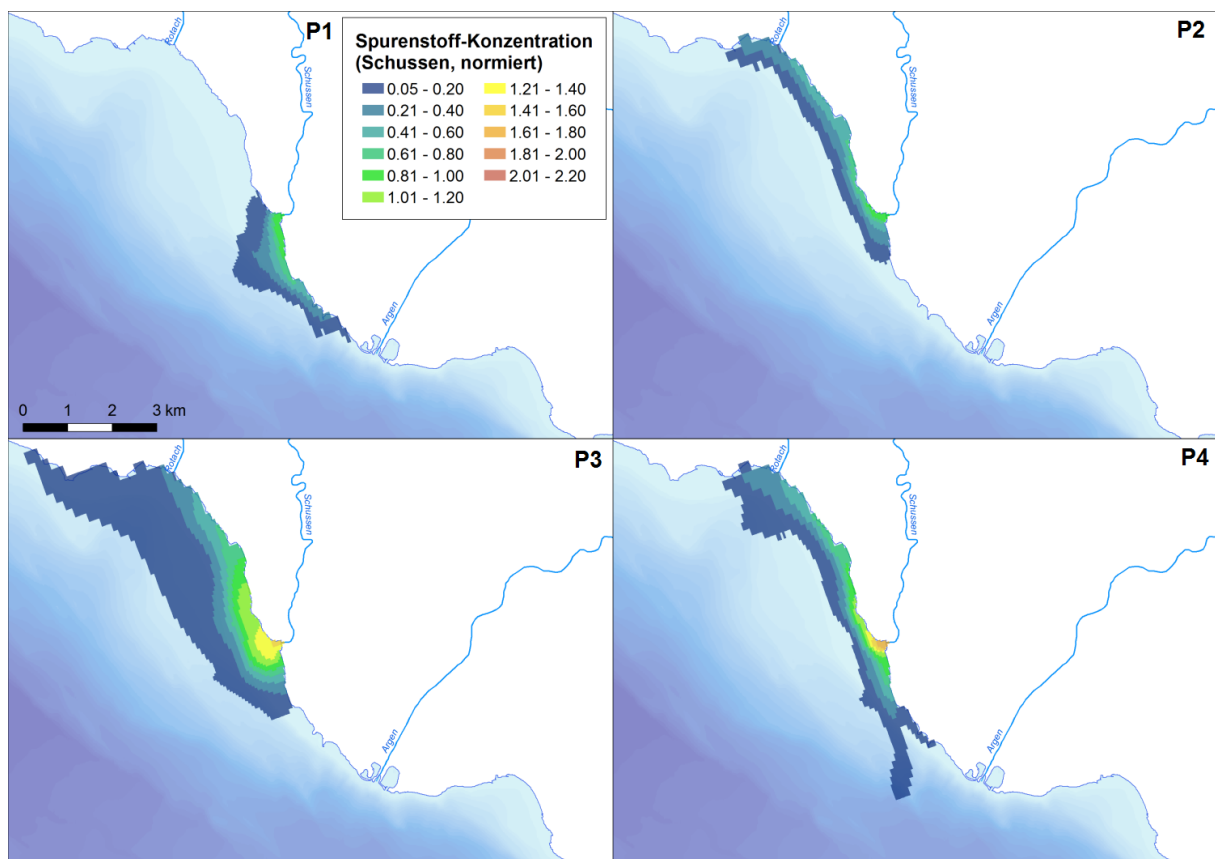 P1
Rotach
Schussen
Argen
Spurenstoff-Konzentration
(Schussen, normiert)
0.05 - 0.20
0.21 - 0.40
0.41 - 0.60
0.61 - 0.80
0.81 - 1.00
1.01 - 1.20
1.21 - 1.40
1.41 - 1.60
1.61 - 1.80
1.81 - 2.00
2.01 - 2.20
0 1 2 3 km
P2
Rotach
Schussen
Argen
P3
Rotach
Schussen
Argen
P4
Rotach
Schussen
Argen